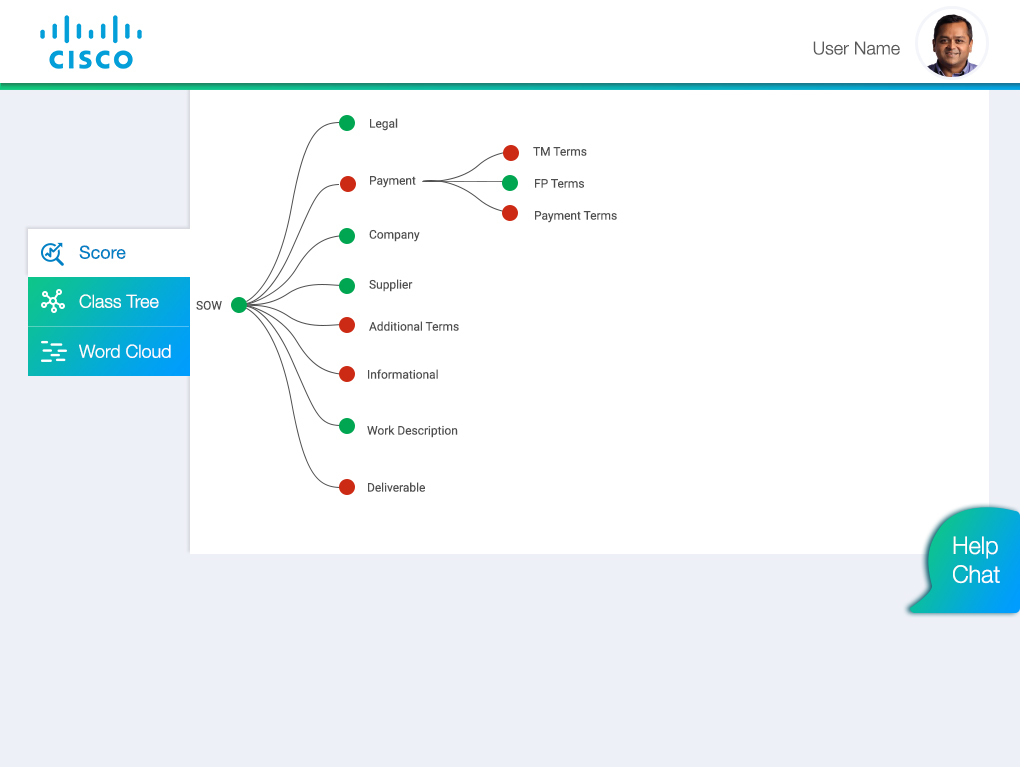 CISCO
User Name
Legal
TM Terms
Payment
FP Terms
Payment Terms
Company
Score
Supplier
Class Tree
SOW
Additional Terms
Word Cloud
Informational
Work Description
Deliverable
Help
Chat